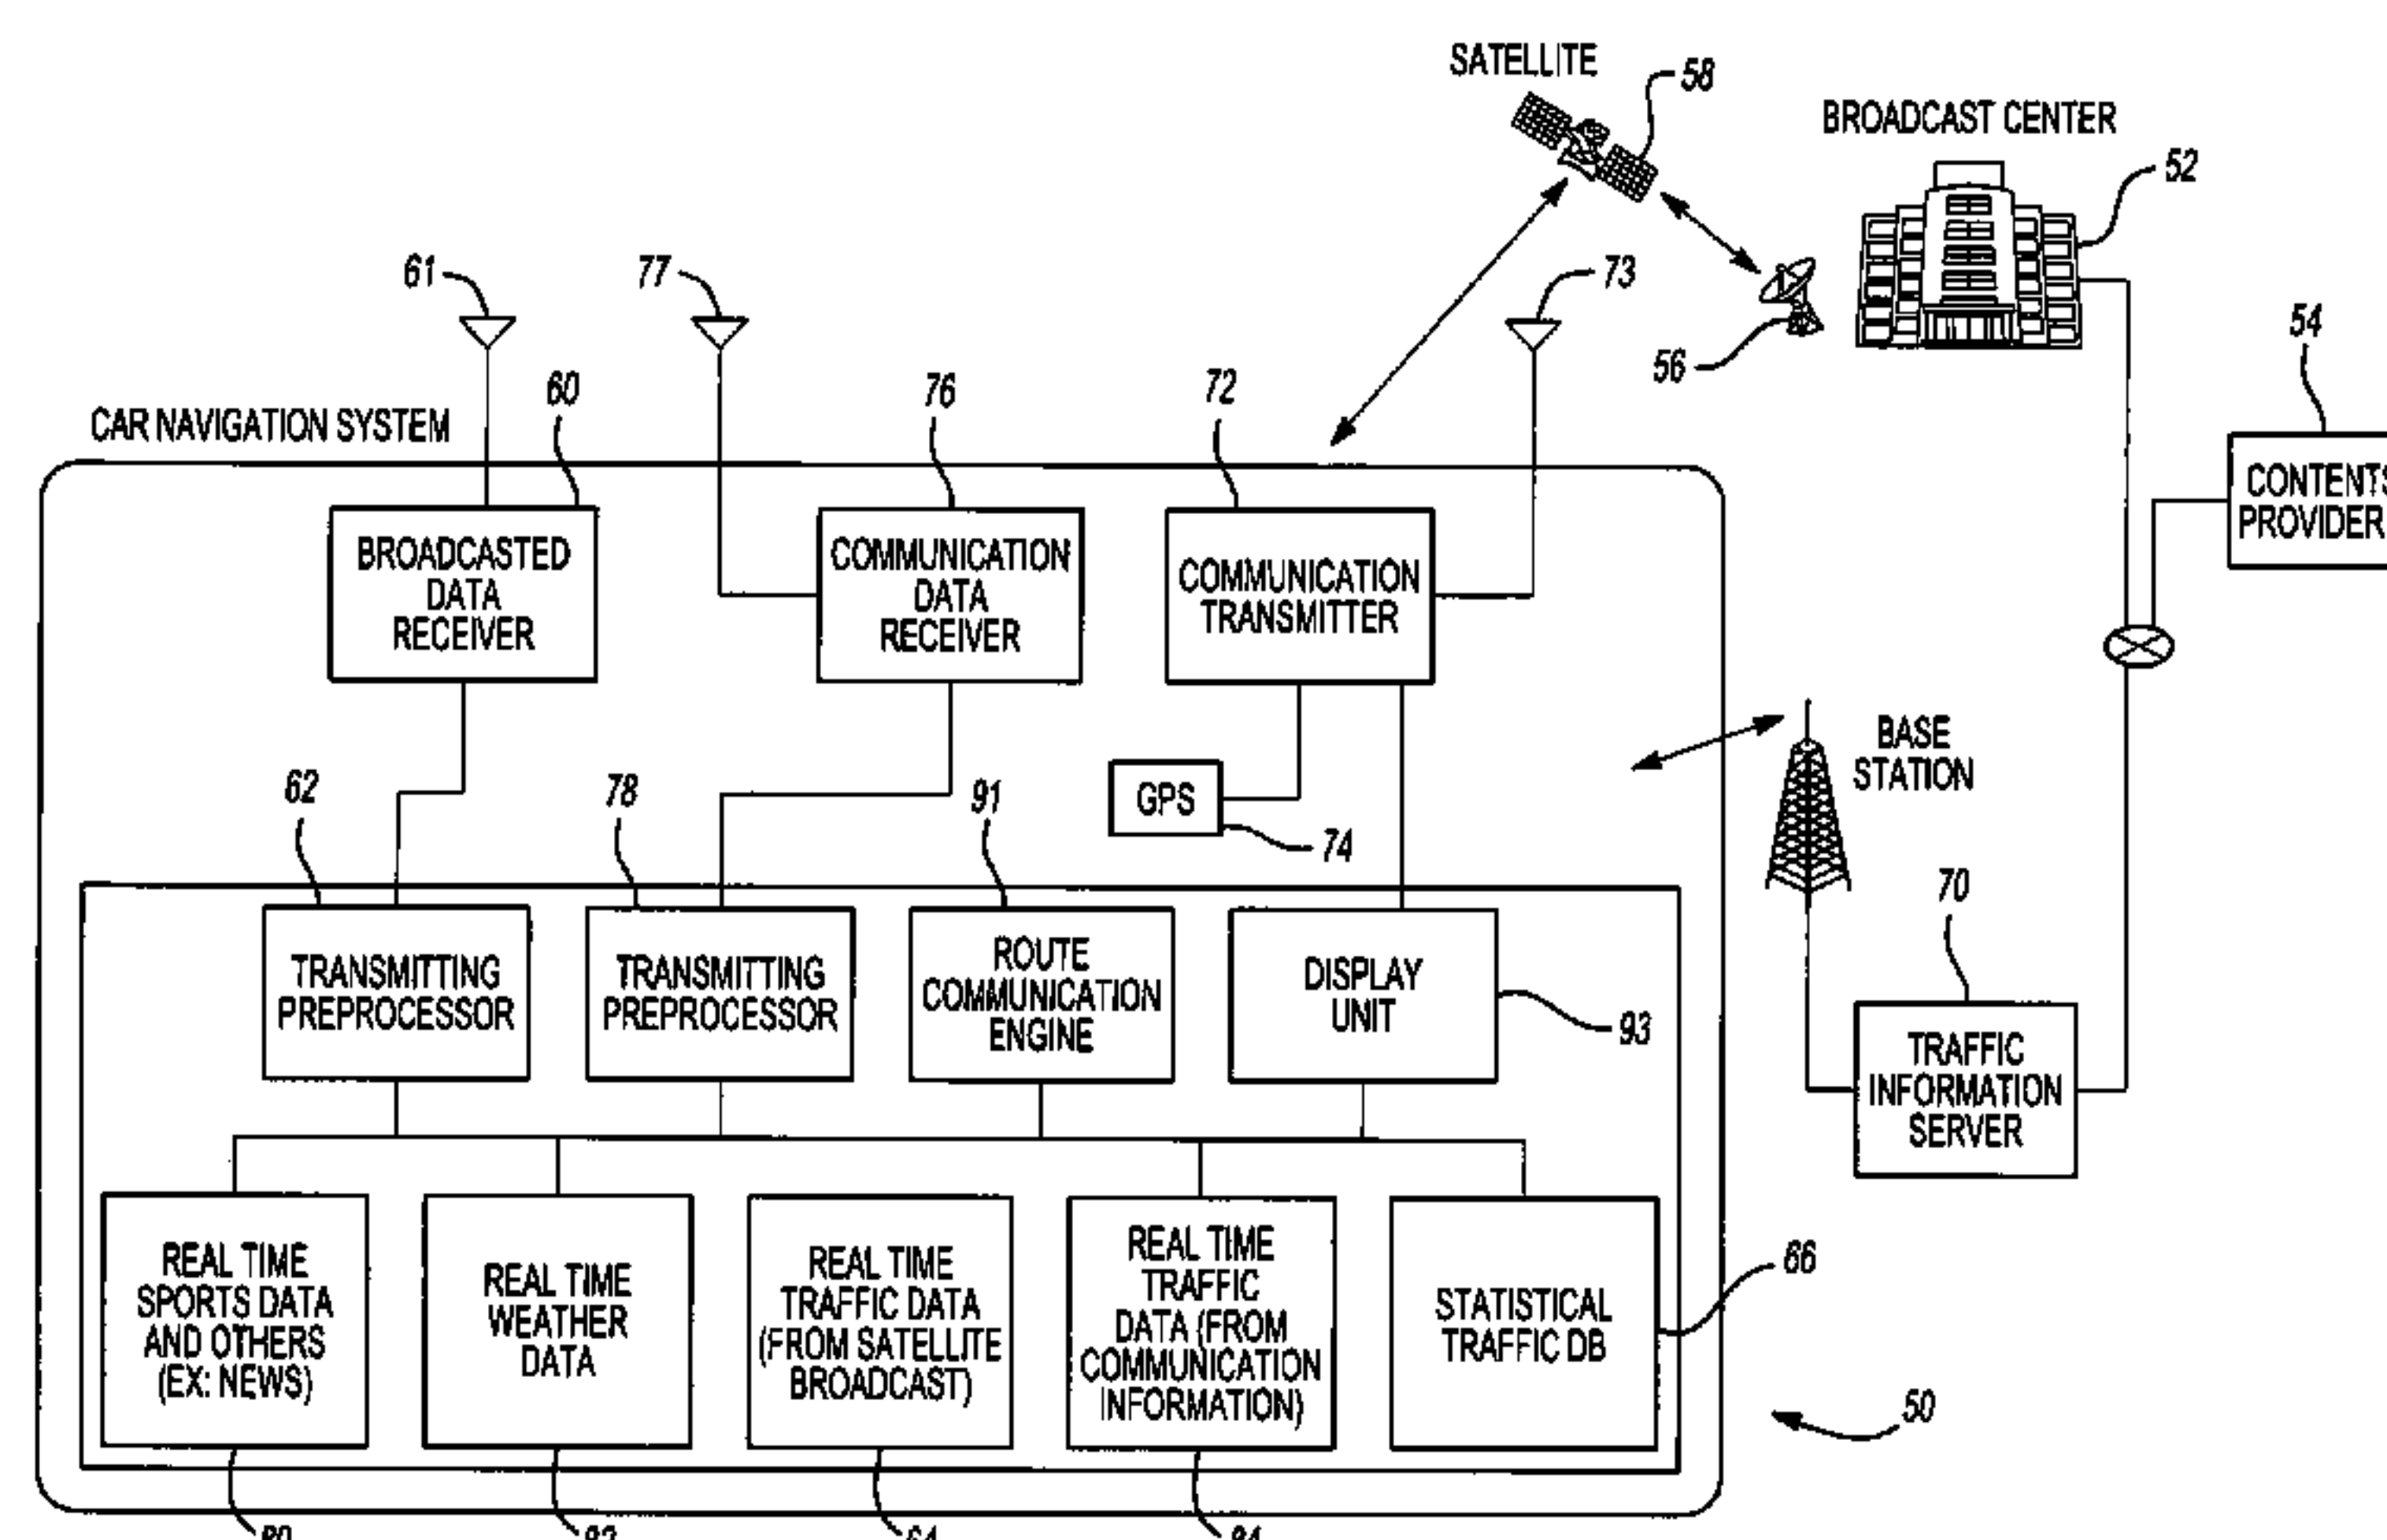 SATELLITE
58
BROADCAST CENTER
52
61
77
73
56
54
60
76
72
CAR NAVIGATION SYSTEM
CONTENTS
PROVIDER
BROADCASTED
DATA
RECEIVER
COMMUNICATION
DATA
RECEIVER
COMMUNICATION
TRANSMITTER
BASE
STATION
62
78
91
GPS
74
70
TRANSMITTING
PREPROCESSOR
TRANSMITTING
PREPROCESSOR
ROUTE
COMMUNICATION
ENGINE
DISPLAY
UNIT
93
TRAFFIC
INFORMATION
SERVER
REAL TIME
SPORTS DATA
AND OTHERS
(EX: NEWS)
REAL TIME
WEATHER
DATA
REAL TIME
TRAFFIC DATA
(FROM SATELLITE
BROADCAST)
REAL TIME
TRAFFIC
DATA (FROM
COMMUNICATION
INFORMATION)
STATISTICAL
TRAFFIC DB
66
50